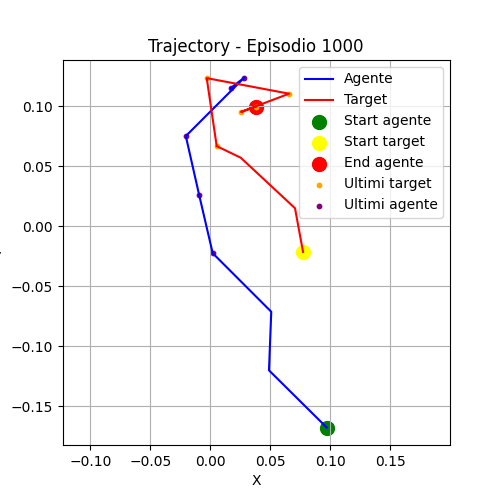 Trajectory - Episodio 1000
Agente
Target
Start agente
Start target
End agente
Ultimi target
Ultimi agente
0.10
0.05
0.00
−0.05
−0.10
−0.15
−0.10 −0.05 0.00 0.05 0.10 0.15
X